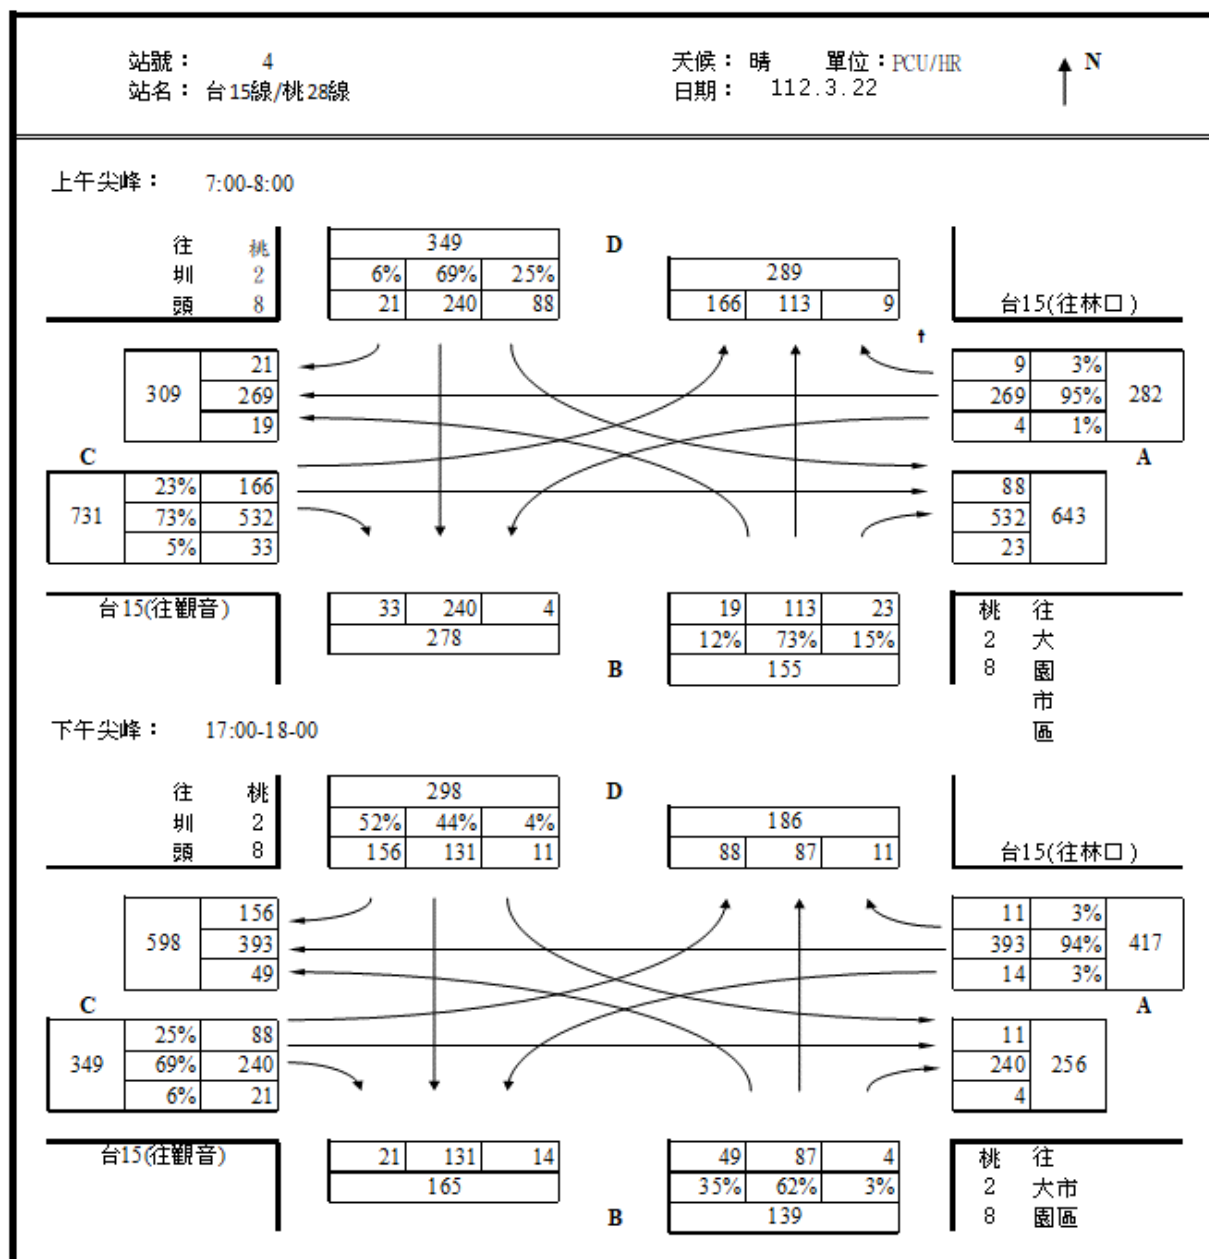 站號： 4 天候： 晴 單位：PCU/HR N
站名： 台15線/桃28線 日期： 112.3.22
上午尖峰： 7:00-8:00
往 桃 349 D
圳 2 6% 69% 25% 289
頭 8 21 240 88 166 113 9 台15(往林口)
21 9 3%
309 269 269 95% 282
19 4 1%
C A
23% 166 88
731 73% 532 532 643
5% 33 23
台15(往觀音) 33 240 4 19 113 23 桃 往
278 12% 73% 15% 2 大
B 155 8 園
市
下午尖峰： 17:00-18-00 區
往 桃 298 D
圳 2 52% 44% 4% 186
頭 8 156 131 11 88 87 11 台15(往林口)
156 11 3%
598 393 393 94% 417
49 14 3%
C A
25% 88 11
349 69% 240 240 256
6% 21 4
台15(往觀音) 21 131 14 49 87 4 桃 往
165 35% 62% 3% 2 大市
B 139 8 園區